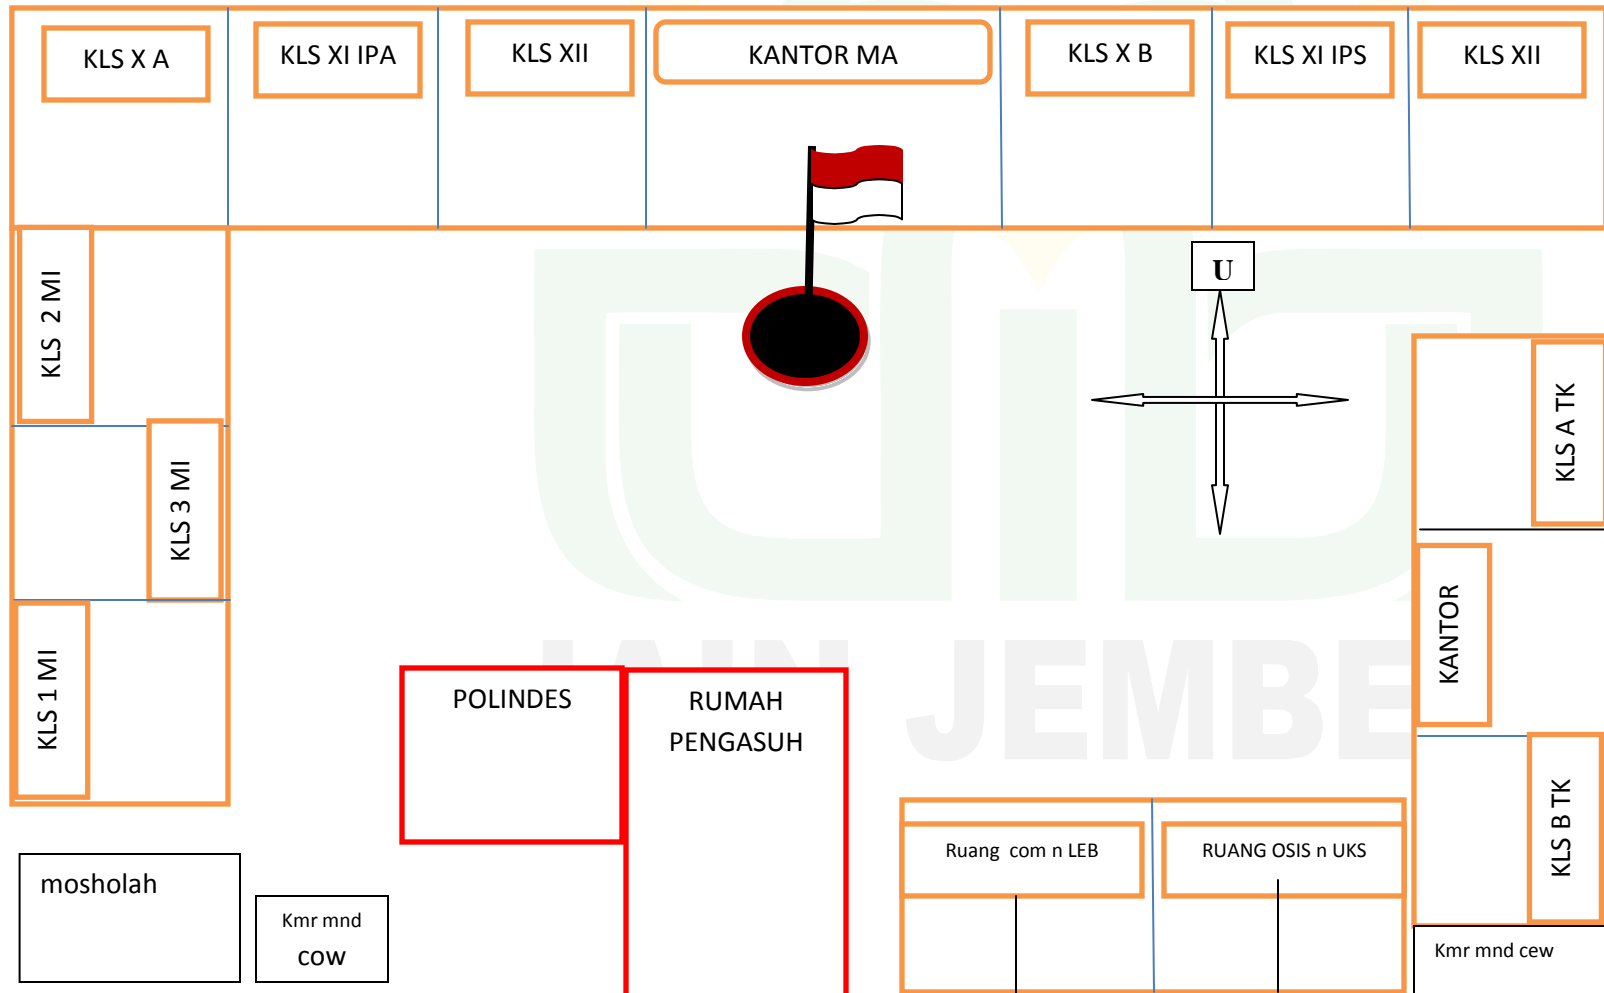 KLS X A
KLS XI IPA
KLS XII
KANTOR MA
KLS X B
KLS XI IPS
KLS XII
U
KLS 2 MI
KLS 3 MI
KLS 1 MI
KLS A TK
KANTOR
KLS B TK
POLINDES
RUMAH
PENGASUH
IAIN JEMBE
Ruang com n LEB
RUANG OSIS n UKS
mosholah
Kmr mnd
cow
Kmr mnd cew